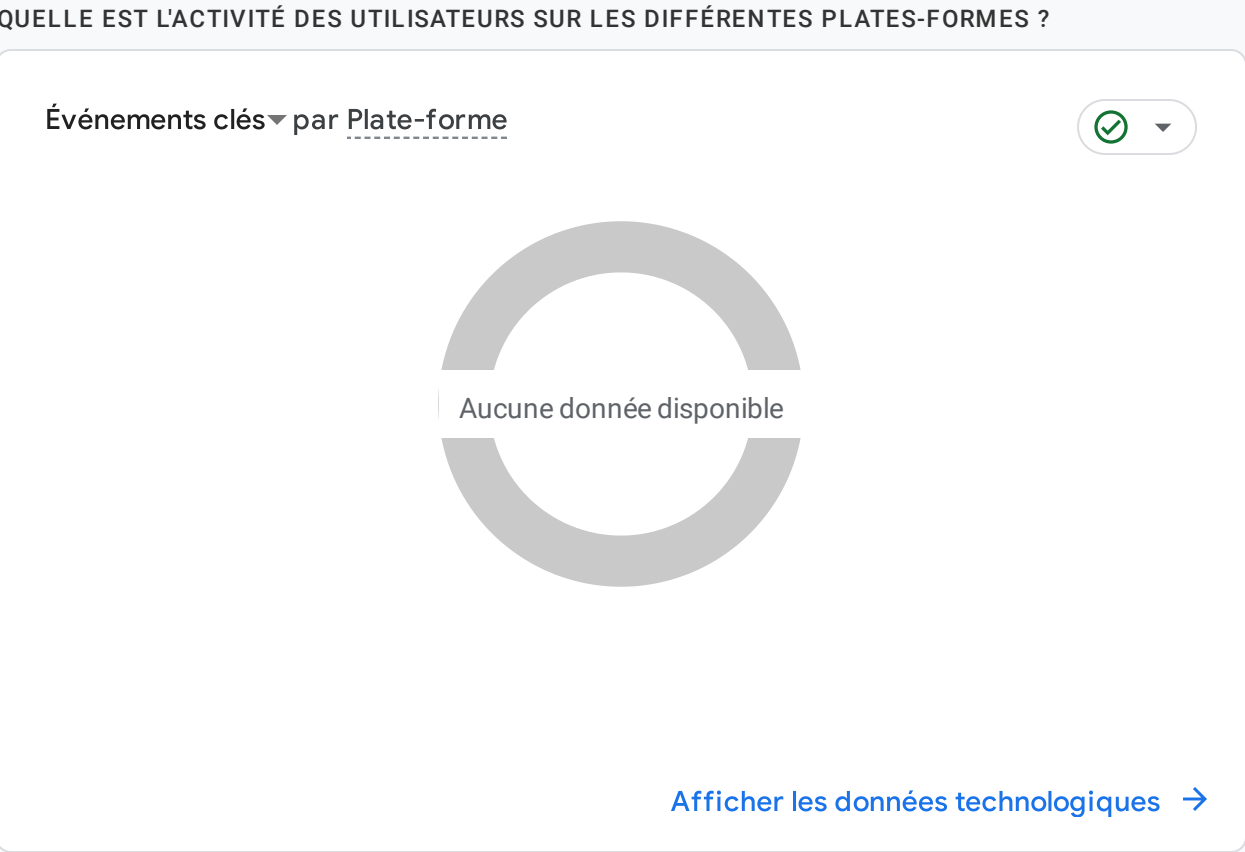 QUELLE EST L'ACTIVITÉ DES UTILISATEURS SUR LES DIFFÉRENTES PLATES-FORMES ?
Événements clés par Plate-forme
Aucune donnée disponible
Afficher les données technologiques